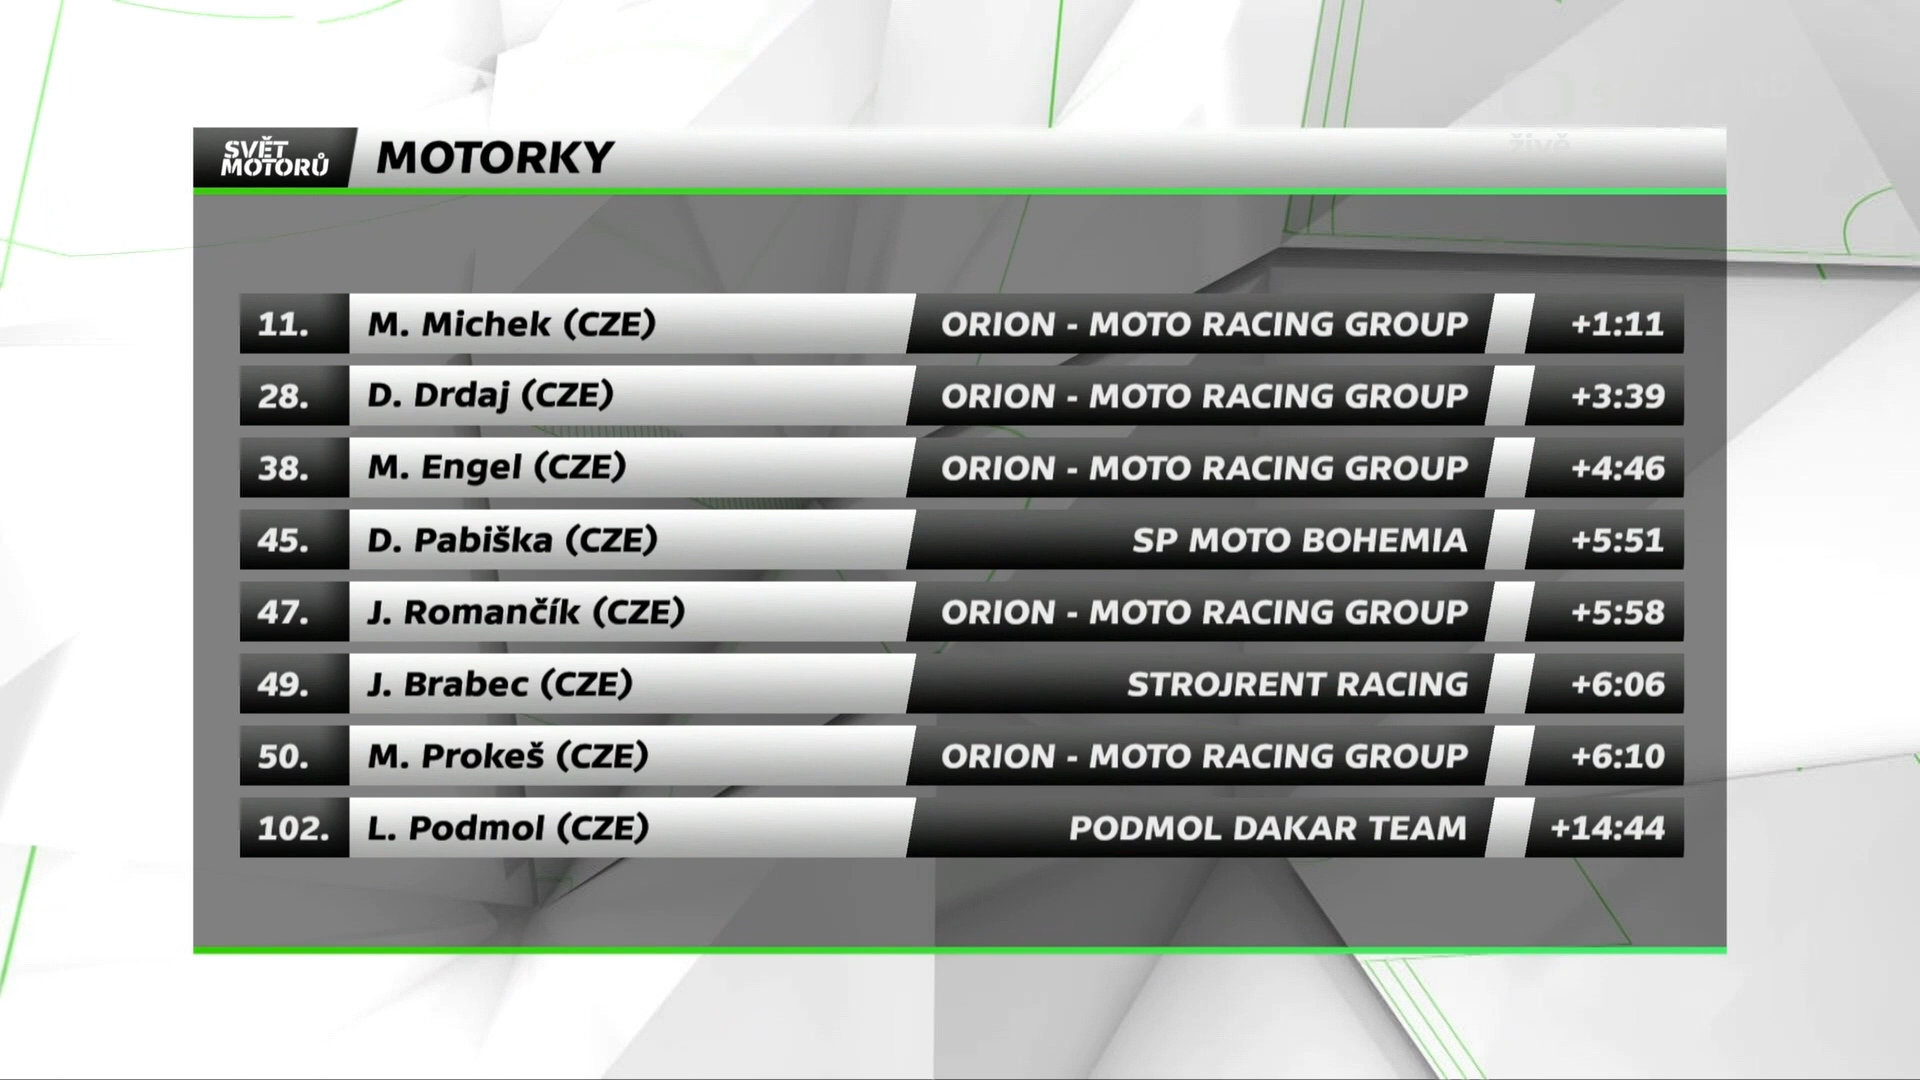 SVĚT
MOTORŮ
MOTORKY
živě
11. M. Michek (CZE) ORION - MOTO RACING GROUP +1:11
28. D. Drdaj (CZE) ORION - MOTO RACING GROUP +3:39
38. M. Engel (CZE) ORION - MOTO RACING GROUP +4:46
45. D. Pabiška (CZE) SP MOTO BOHEMIA +5:51
47. J. Romančík (CZE) ORION - MOTO RACING GROUP +5:58
49. J. Brabec (CZE) STROJRENT RACING +6:06
50. M. Prokeš (CZE) ORION - MOTO RACING GROUP +6:10
102. L. Podmol (CZE) PODMOL DAKAR TEAM +14:44